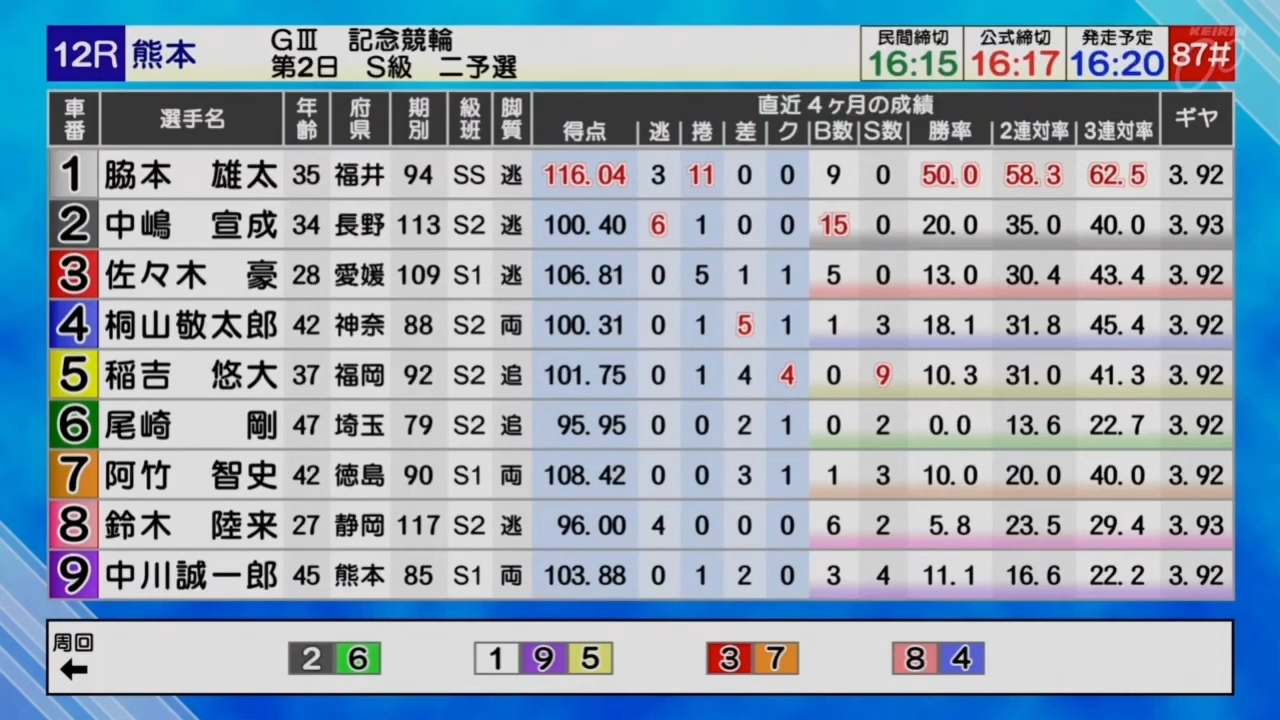 12R 熊本 GⅢ 記念競輪 民間締切 公式締切 発走予定 KEIRIN
第2日 S級 二予選 16:15 16:17 16:20 87#
車番 選手名 年齢 府県 期別 級班 脚質 直近4ヶ月の成績 ギヤ
得点 逃 捲 差 ク B数 S数 勝率 2連対率 3連対率
1 脇本 雄太 35 福井 94 SS 逃 116.04 3 11 0 0 9 0 50.0 58.3 62.5 3.92
2 中嶋 宣成 34 長野 113 S2 逃 100.40 6 1 0 0 15 0 20.0 35.0 40.0 3.93
3 佐々木 豪 28 愛媛 109 S1 逃 106.81 0 5 1 1 5 0 13.0 30.4 43.4 3.92
4 桐山敬太郎 42 神奈 88 S2 両 100.31 0 1 5 1 1 3 18.1 31.8 45.4 3.92
5 稲吉 悠大 37 福岡 92 S2 追 101.75 0 1 4 4 0 9 10.3 31.0 41.3 3.92
6 尾崎 剛 47 埼玉 79 S2 追 95.95 0 0 2 1 0 2 0.0 13.6 22.7 3.92
7 阿竹 智史 42 徳島 90 S1 両 108.42 0 0 3 1 1 3 10.0 20.0 40.0 3.92
8 鈴木 陸来 27 静岡 117 S2 逃 96.00 4 0 0 0 6 2 5.8 23.5 29.4 3.93
9 中川誠一郎 45 熊本 85 S1 両 103.88 0 1 2 0 3 4 11.1 16.6 22.2 3.92
周回
← 2 6 1 9 5 3 7 8 4